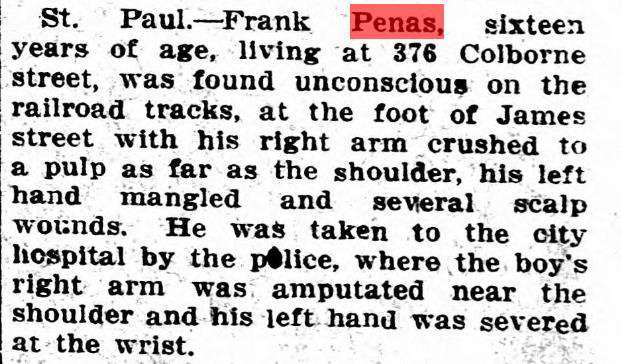 St. Paul.—Frank Penas, sixteen
years of age, living at 376 Colborne
street, was found unconscious on the
railroad tracks, at the foot of James
street with his right arm crushed to
a pulp as far as the shoulder, his left
hand mangled and several scalp
wounds. He was taken to the city
hospital by the police, where the boy's
right arm was amputated near the
shoulder and his left hand was severed
at the wrist.